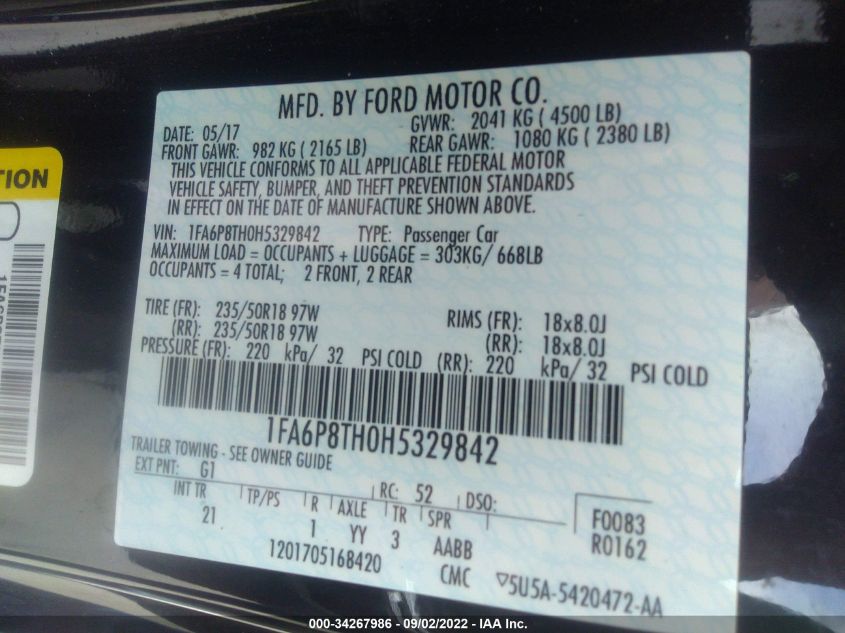 MFD. BY FORD MOTOR CO.
DATE: 05/17 GVWR: 2041 KG ( 4500 LB)
FRONT GAWR: 982 KG ( 2165 LB) REAR GAWR: 1080 KG ( 2380 LB)
THIS VEHICLE CONFORMS TO ALL APPLICABLE FEDERAL MOTOR
VEHICLE SAFETY, BUMPER, AND THEFT PREVENTION STANDARDS
IN EFFECT ON THE DATE OF MANUFACTURE SHOWN ABOVE.
VIN: 1FA6P8TH0H5329842 TYPE: Passenger Car
MAXIMUM LOAD = OCCUPANTS + LUGGAGE = 303KG/ 668LB
OCCUPANTS = 4 TOTAL; 2 FRONT, 2 REAR
TIRE (FR): 235/50R18 97W RIMS (FR): 18x8.0J
(RR): 235/50R18 97W (RR): 18x8.0J
PRESSURE (FR): 220 kPa/ 32 PSI COLD (RR): 220 kPa/ 32 PSI COLD
1FA6P8TH0H5329842
TRAILER TOWING - SEE OWNER GUIDE
EXT PNT: G1 RC: 52 DSO:
INT TR TP/PS R AXLE TR SPR F0083
21 1 YY 3 AABB R0162
1201705168420 CMC ▽5U5A-5420472-AA
000-34267986 - 09/02/2022 - IAA Inc.